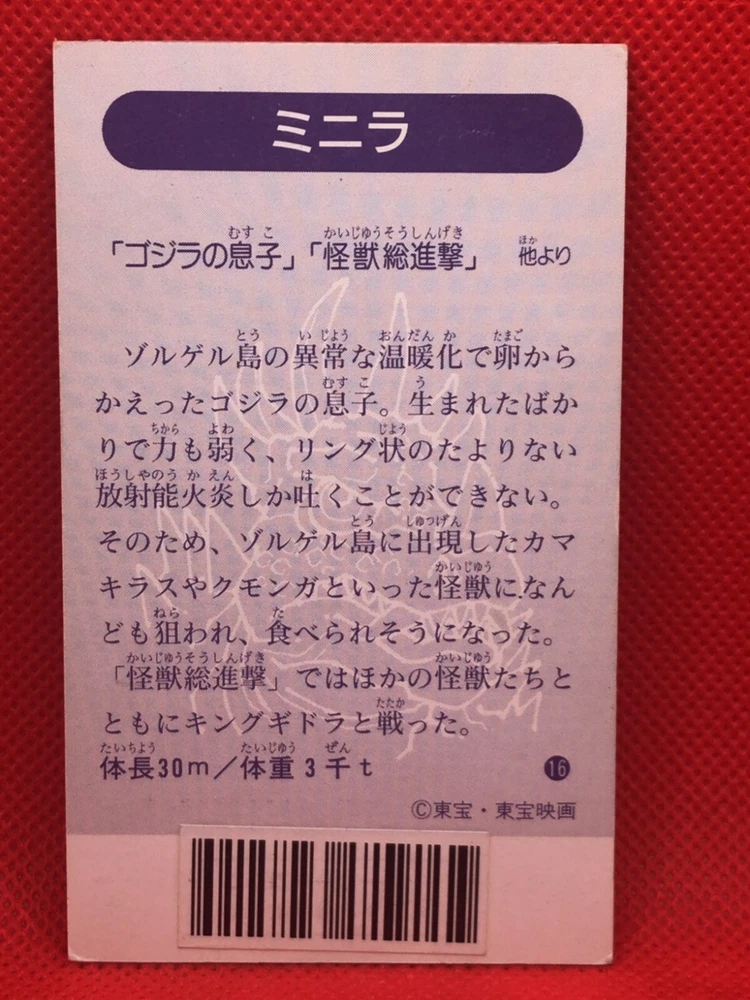 ミニラ
「ゴジラの息子」「怪獣総進撃」 他より
ゾルゲル島の異常な温暖化で卵から
かえったゴジラの息子。生まれたばか
りで力も弱く、リング状のたよりない
放射能火炎しか吐くことができない。
そのため、ゾルゲル島に出現したカマ
キラスやクモンガといった怪獣になん
ども狙われ、食べられそうになった。
「怪獣総進撃」ではほかの怪獣たちと
ともにキングギドラと戦った。
体長30m／体重3千t
16
©東宝・東宝映画